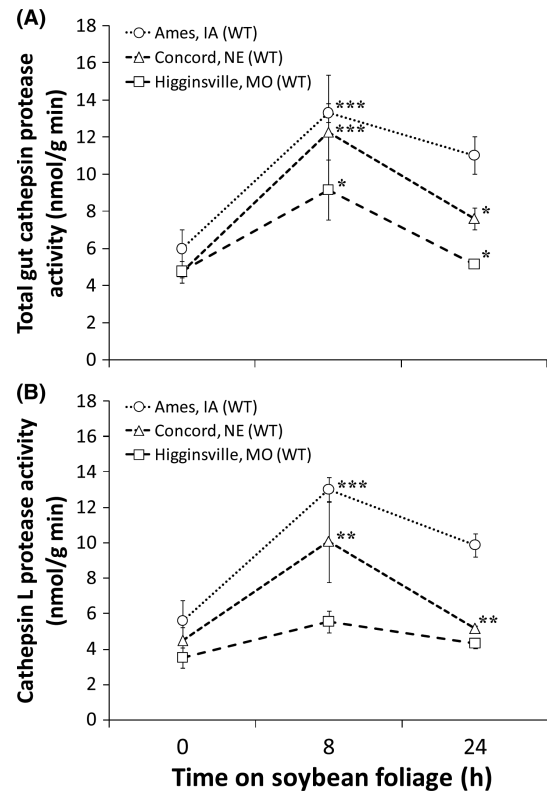 (A)
18
16
14
12
10
8
6
4
2
0
Total gut cathepsin protease
activity (nmol/g min)
Ames, IA (WT)
Concord, NE (WT)
Higginsville, MO (WT)
***
***
*
*
*
(B)
18
16
14
12
10
8
6
4
2
0
Cathepsin L protease activity
(nmol/g min)
Ames, IA (WT)
Concord, NE (WT)
Higginsville, MO (WT)
***
**
**
0 8 24
Time on soybean foliage (h)